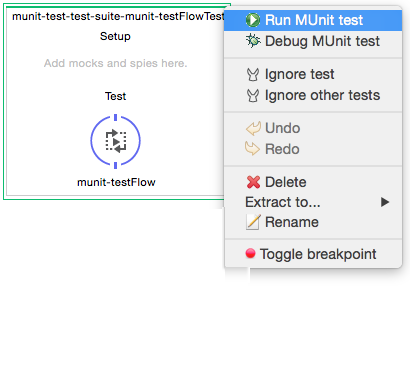 munit-test-test-suite-munit-testFlowTest
Setup
Add mocks and spies here.
Test
munit-testFlow
Run MUnit test
Debug MUnit test
Ignore test
Ignore other tests
Undo
Redo
Delete
Extract to...
Rename
Toggle breakpoint